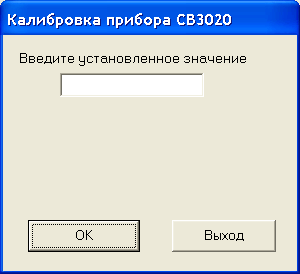 Калибровка прибора СВ3020
Введите установленное значение
OK
Выход